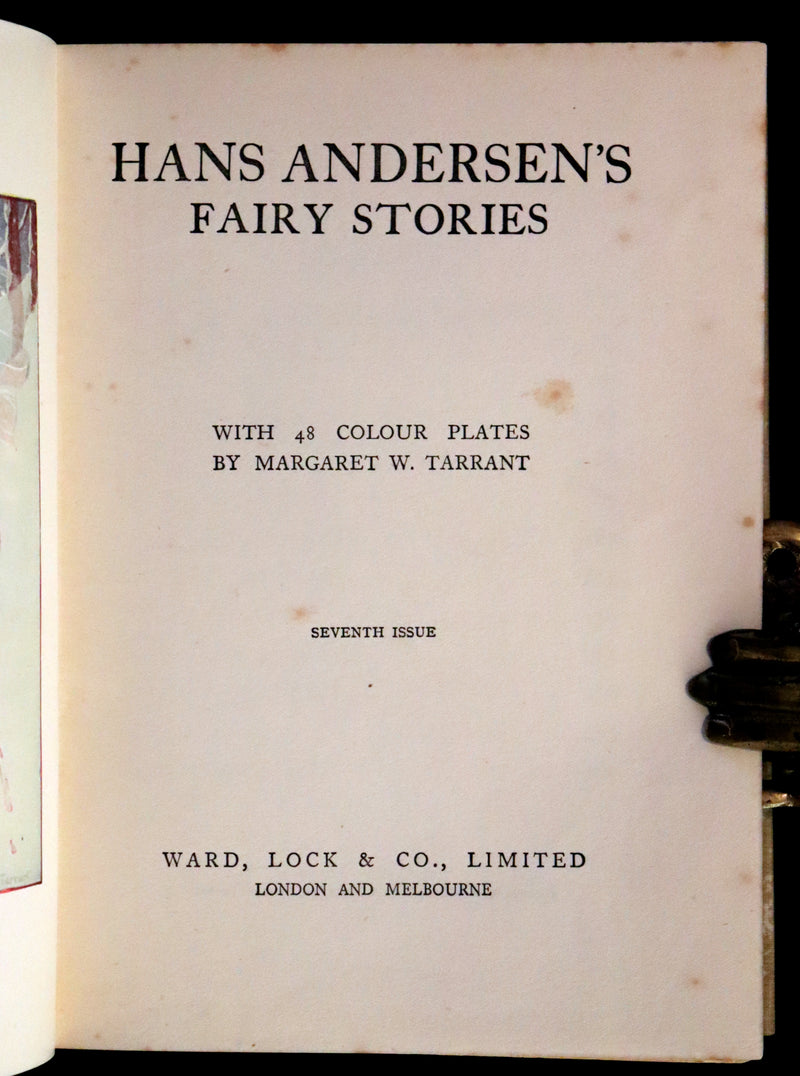 HANS ANDERSEN'S
FAIRY STORIES
WITH 48 COLOUR PLATES
BY MARGARET W. TARRANT
SEVENTH ISSUE
WARD, LOCK & CO., LIMITED
LONDON AND MELBOURNE